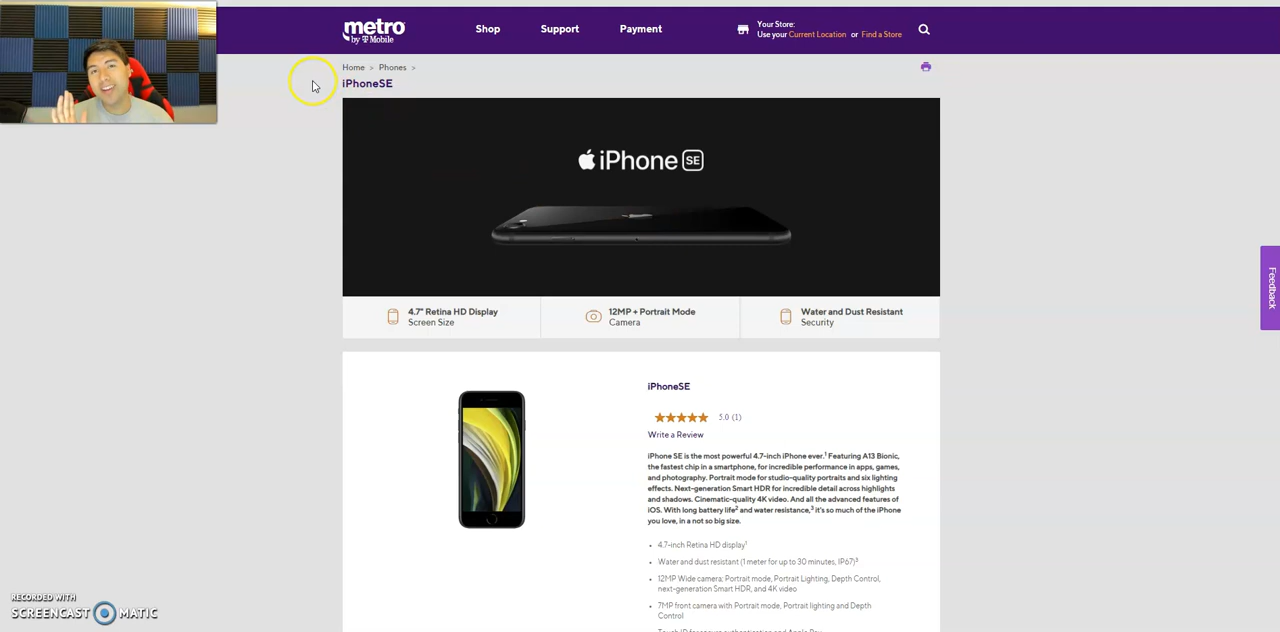 metro
by T Mobile
Shop
Support
Payment
Your Store:
Use your Current Location or Find a Store
Home > Phones >
iPhoneSE
iPhone SE
4.7" Retina HD Display
Screen Size
12MP + Portrait Mode
Camera
Water and Dust Resistant
Security
Feedback
iPhoneSE
5.0 (1)
Write a Review
iPhone SE is the most powerful 4.7-inch iPhone ever.¹ Featuring A13 Bionic,
the fastest chip in a smartphone, for incredible performance in apps, games,
and photography. Portrait mode for studio-quality portraits and six lighting
effects. Next-generation Smart HDR for incredible detail across highlights
and shadows. Cinematic-quality 4K video. And all the advanced features of
iOS. With long battery life² and water resistance,³ it's so much of the iPhone
you love, in a not so big size.
• 4.7-inch Retina HD display¹
• Water and dust resistant (1 meter for up to 30 minutes, IP67)³
• 12MP Wide camera; Portrait mode, Portrait Lighting, Depth Control,
next-generation Smart HDR, and 4K video
• 7MP front camera with Portrait mode, Portrait lighting and Depth
Control
RECORDED WITH
SCREENCAST MATIC